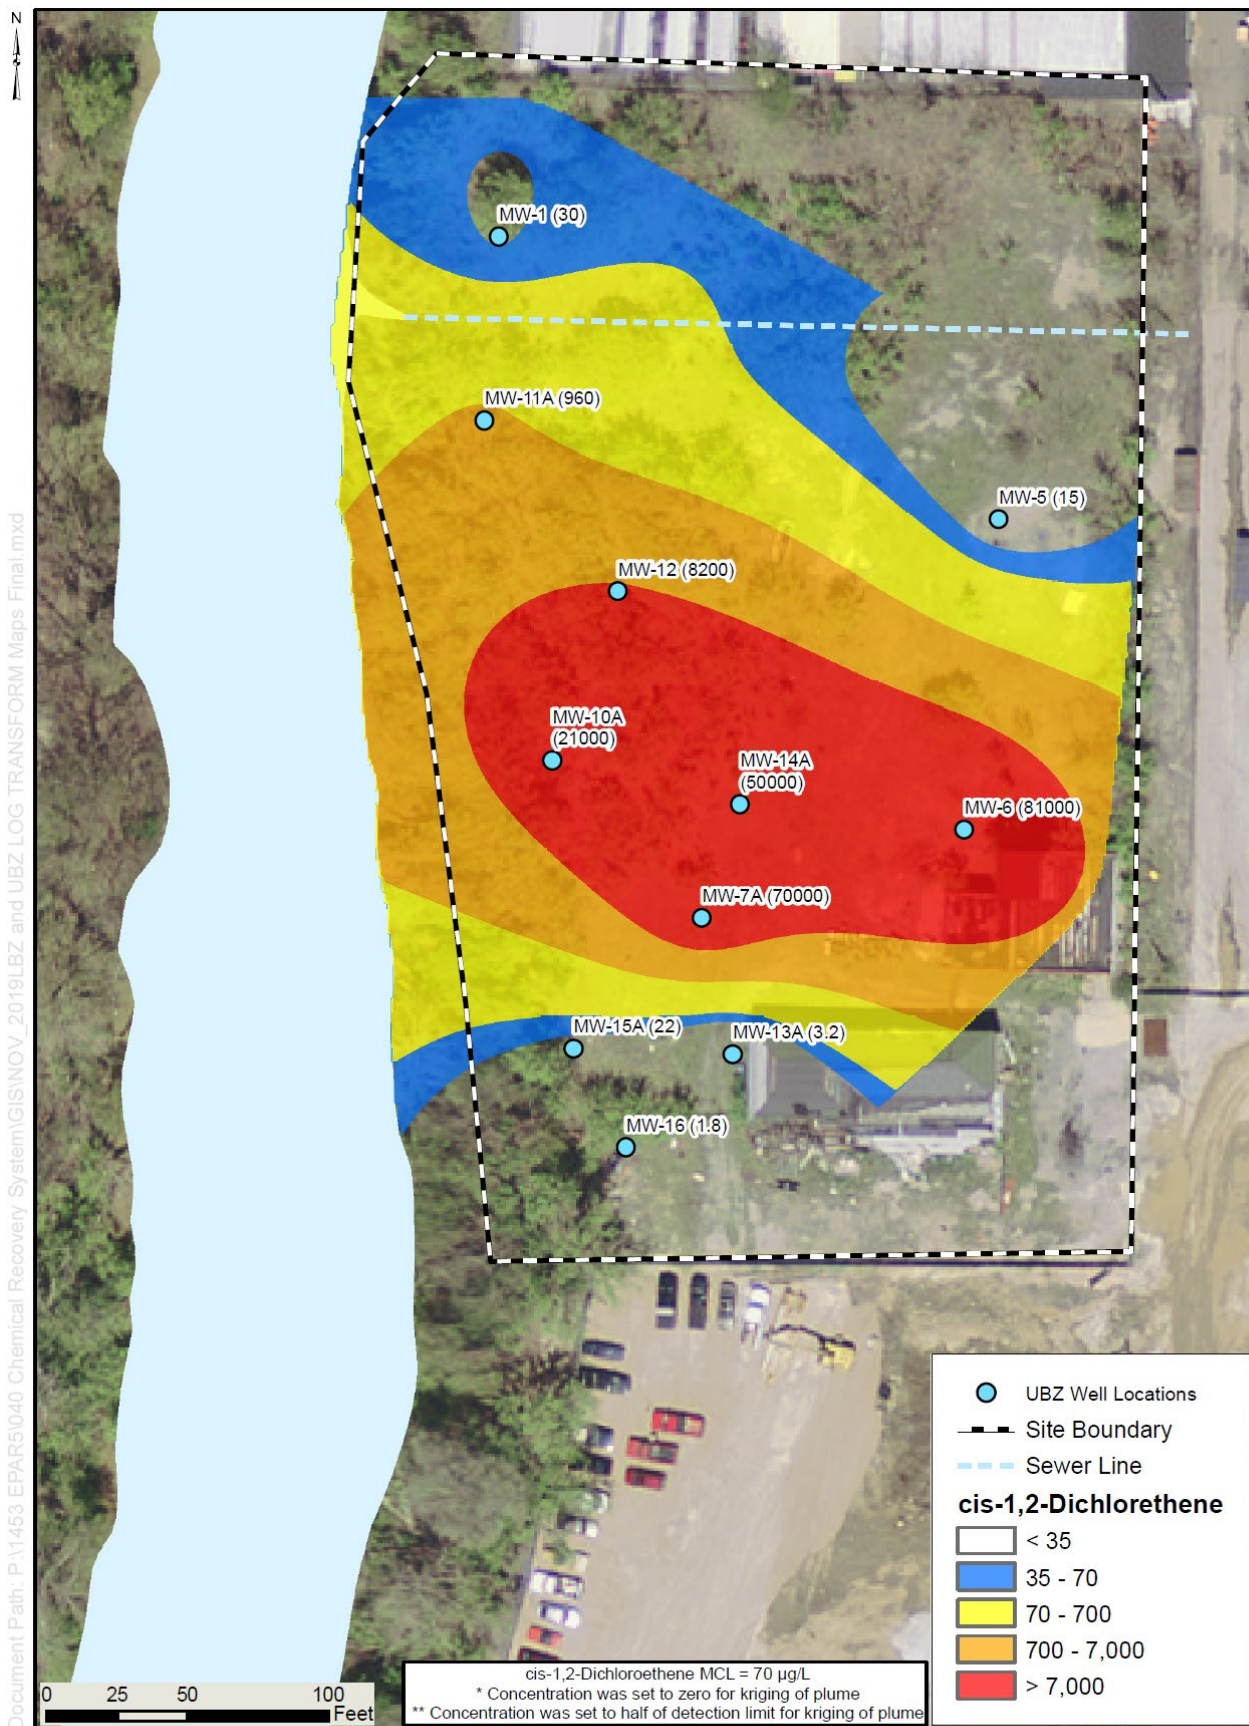 N
MW-1 (30)
MW-11A (960)
MW-5 (15)
MW-12 (8200)
MW-10A
(21000)
MW-14A
(50000)
MW-6 (81000)
MW-7A (70000)
MW-15A (22)
MW-13A (3.2)
MW-16 (1.8)
Document Path: P:\1453 EPAR5\040 Chemical Recovery System\GIS\NOV_2019LBZ and UBZ LOG TRANSFORM Maps Final.mxd
UBZ Well Locations
Site Boundary
Sewer Line
cis-1,2-Dichlorethene
< 35
35 - 70
70 - 700
700 - 7,000
> 7,000
0 25 50 100
Feet
cis-1,2-Dichloroethene MCL = 70 µg/L
* Concentration was set to zero for kriging of plume
** Concentration was set to half of detection limit for kriging of plume